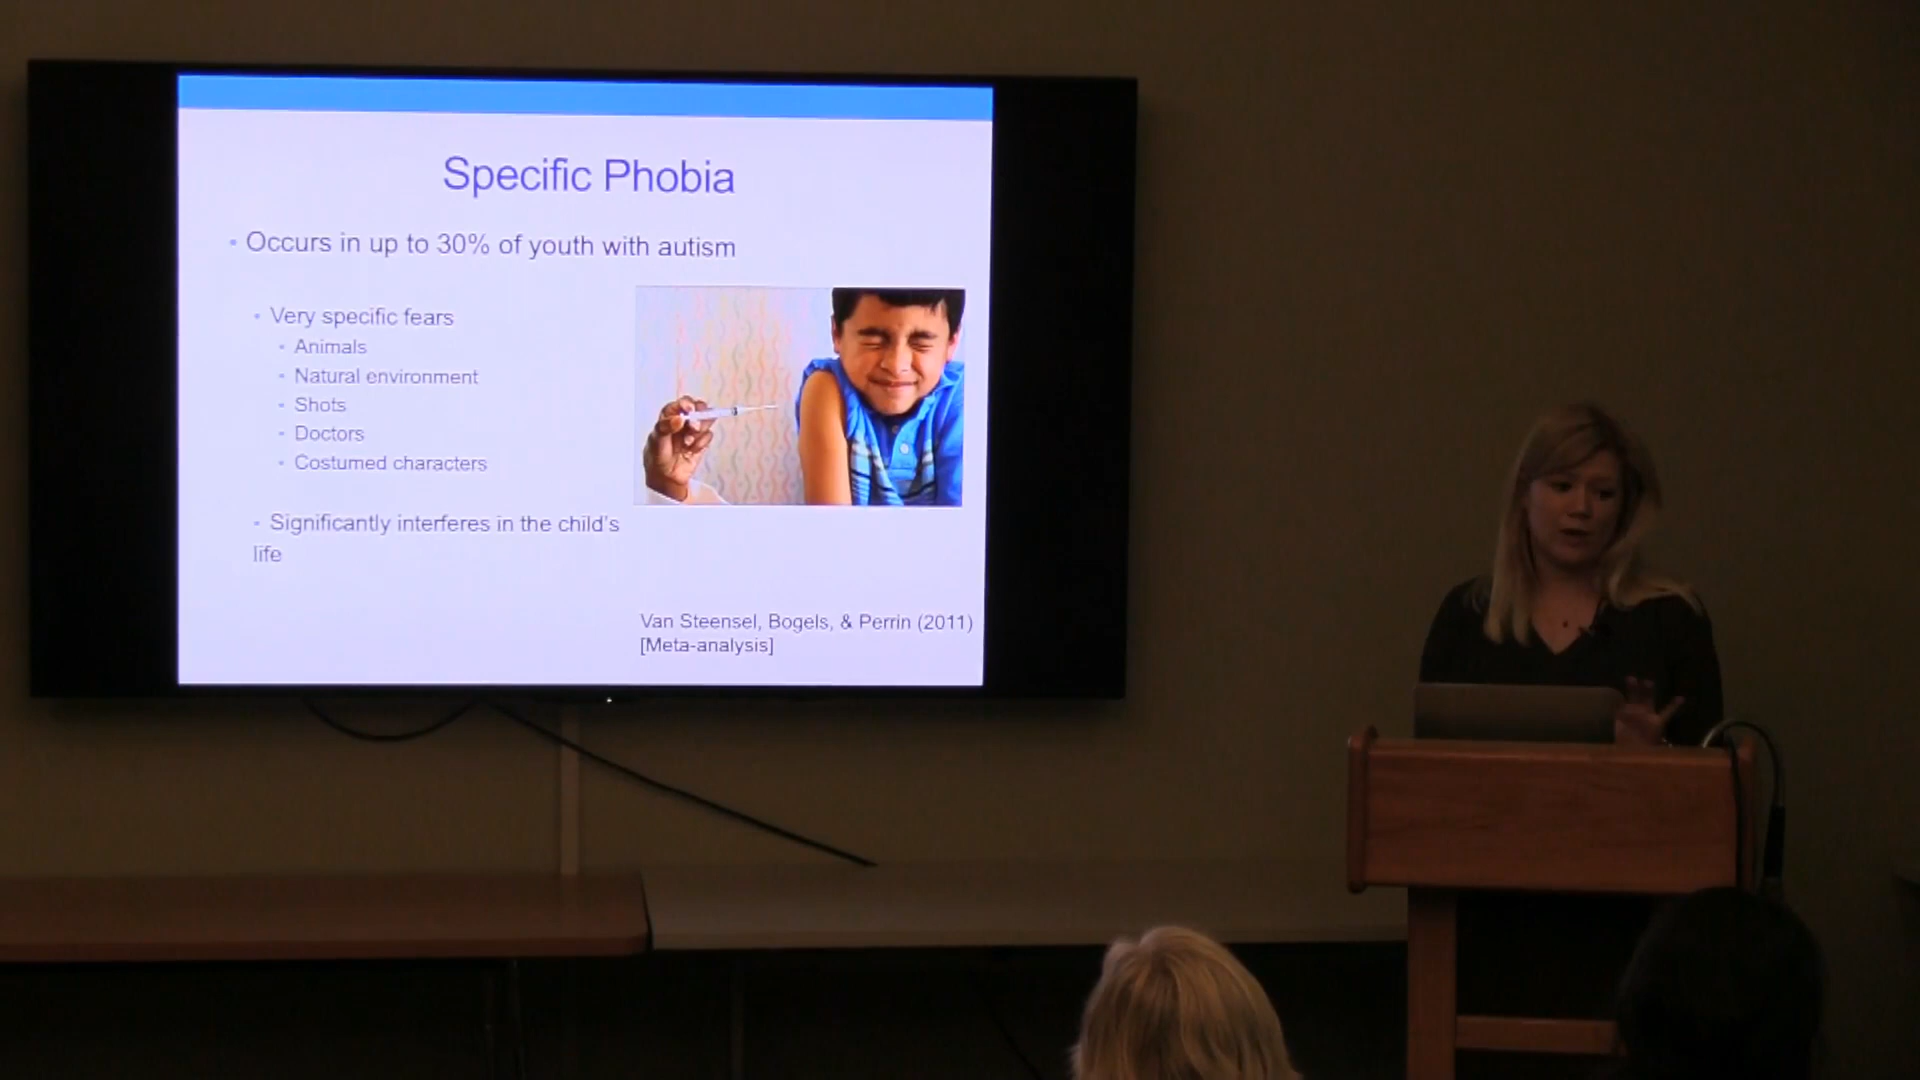 Specific Phobia
• Occurs in up to 30% of youth with autism
• Very specific fears
• Animals
• Natural environment
• Shots
• Doctors
• Costumed characters
• Significantly interferes in the child's
life
Van Steensel, Bogels, & Perrin (2011)
[Meta-analysis]